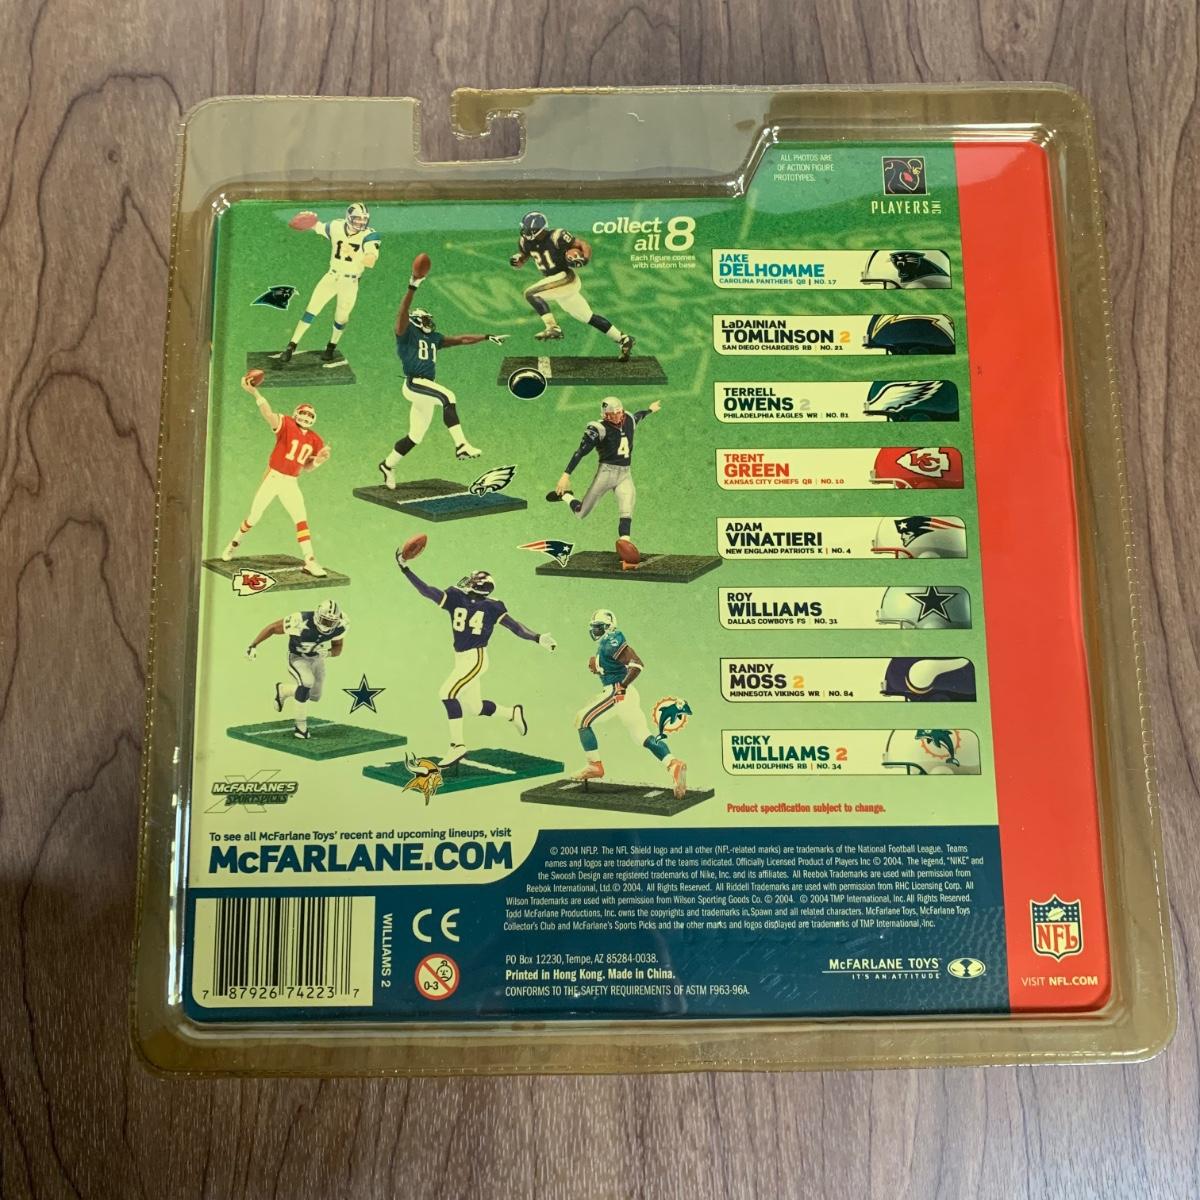 ALL PHOTOS ARE
OF ACTION FIGURE
PROTOTYPES.
PLAYERS INC
collect
all 8
Each figure comes
with custom base
17
21
81
10
4
84
JAKE
DELHOMME
CAROLINA PANTHERS QB | NO. 17
LaDAINIAN
TOMLINSON 2
SAN DIEGO CHARGERS RB | NO. 21
TERRELL
OWENS 2
PHILADELPHIA EAGLES WR | NO. 81
TRENT
GREEN
KANSAS CITY CHIEFS QB | NO. 10
KC
ADAM
VINATIERI
NEW ENGLAND PATRIOTS K | NO. 4
ROY
WILLIAMS
DALLAS COWBOYS FS | NO. 31
RANDY
MOSS 2
MINNESOTA VIKINGS WR | NO. 84
RICKY
WILLIAMS 2
MIAMI DOLPHINS RB | NO. 34
Product specification subject to change.
McFARLANE'S
SPORTSPICKS
To see all McFarlane Toys' recent and upcoming lineups, visit
McFARLANE.COM
© 2004 NFLP. The NFL Shield logo and all other (NFL-related marks) are trademarks of the National Football League. Teams
names and logos are trademarks of the teams indicated. Officially Licensed Product of Players Inc © 2004. The legend, "NIKE" and
the Swoosh Design are registered trademarks of Nike, Inc. and its affiliates. All Reebok Trademarks are used with permission from
Reebok International, Ltd. © 2004. All Rights Reserved. All Riddell Trademarks are used with permission from RHC Licensing Corp. All
Wilson Trademarks are used with permission from Wilson Sporting Goods Co. © 2004. © 2004 TMP International, Inc. All Rights Reserved.
Todd McFarlane Productions, Inc. owns the copyrights and trademarks in Spawn and all related characters. McFarlane Toys, McFarlane Toys
Collector's Club and McFarlane's Sports Picks and the other marks and logos displayed are trademarks of TMP International, Inc.
PO Box 12230, Tempe, AZ 85284-0038.
Printed in Hong Kong. Made in China.
CONFORMS TO THE SAFETY REQUIREMENTS OF ASTM F963-96A.
7 87926 74223 7
WILLIAMS 2
CE
0-3
McFARLANE TOYS
IT'S AN ATTITUDE
NFL
VISIT NFL.COM